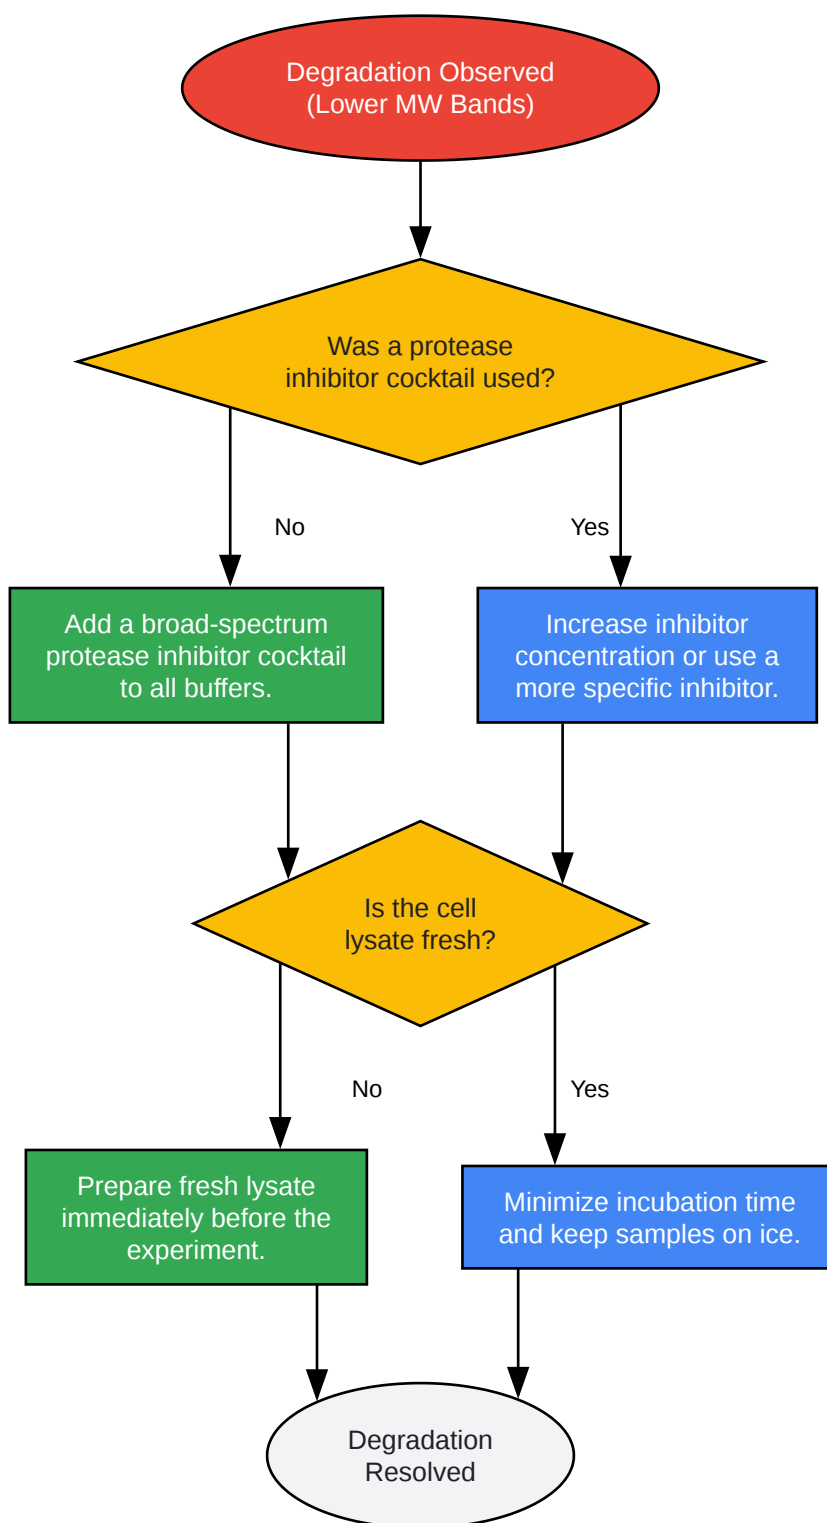 Degradation Observed
(Lower MW Bands)
Was a protease
inhibitor cocktail used?
No
Yes
Add a broad-spectrum
protease inhibitor cocktail
to all buffers.
Increase inhibitor
concentration or use a
more specific inhibitor.
Is the cell
lysate fresh?
No
Yes
Prepare fresh lysate
immediately before the
experiment.
Minimize incubation time
and keep samples on ice.
Degradation
Resolved